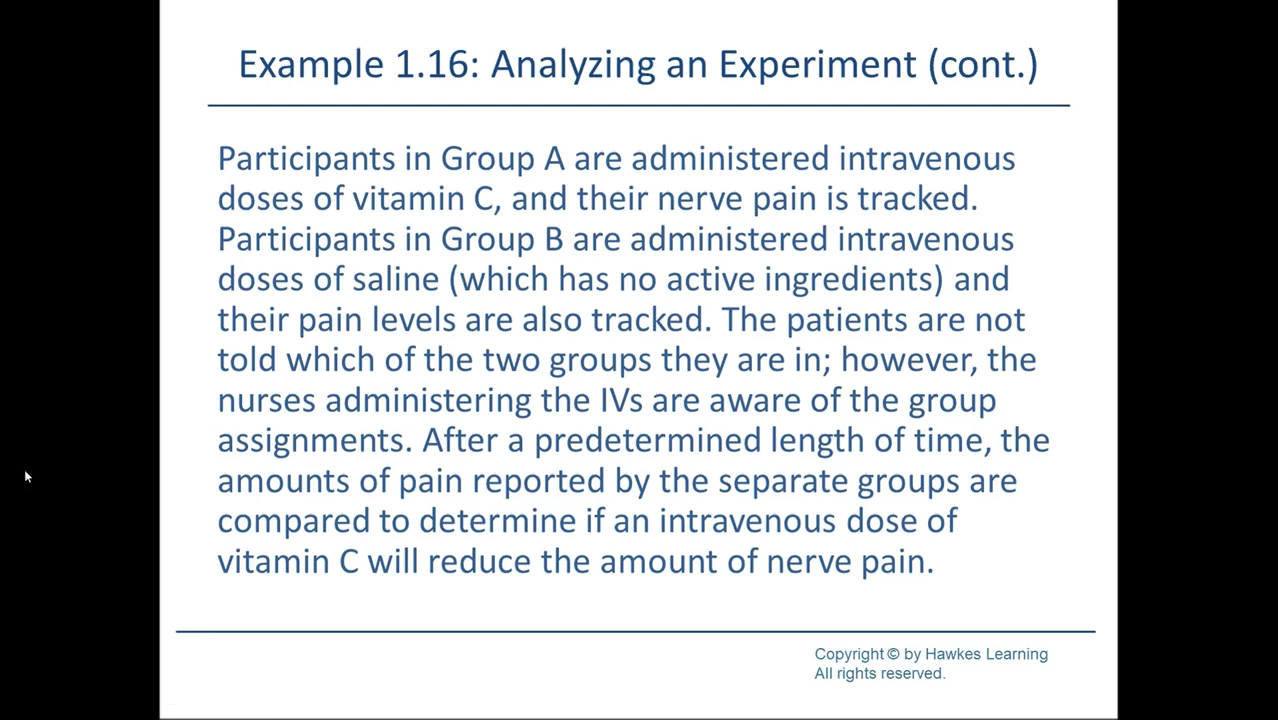 Example 1.16: Analyzing an Experiment (cont.)
Participants in Group A are administered intravenous
doses of vitamin C, and their nerve pain is tracked.
Participants in Group B are administered intravenous
doses of saline (which has no active ingredients) and
their pain levels are also tracked. The patients are not
told which of the two groups they are in; however, the
nurses administering the IVs are aware of the group
assignments. After a predetermined length of time, the
amounts of pain reported by the separate groups are
compared to determine if an intravenous dose of
vitamin C will reduce the amount of nerve pain.
Copyright © by Hawkes Learning
All rights reserved.